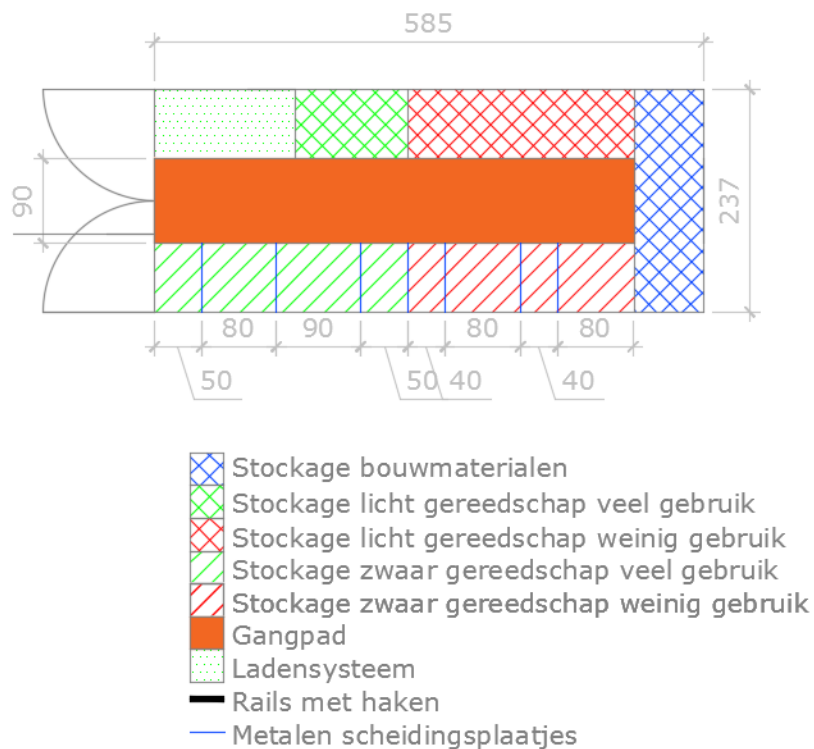 585
90
237
80 90 80 80
50 50 40 40
Stockage bouwmaterialen
Stockage licht gereedschap veel gebruik
Stockage licht gereedschap weinig gebruik
Stockage zwaar gereedschap veel gebruik
Stockage zwaar gereedschap weinig gebruik
Gangpad
Ladensysteem
Rails met haken
Metalen scheidingsplaatjes